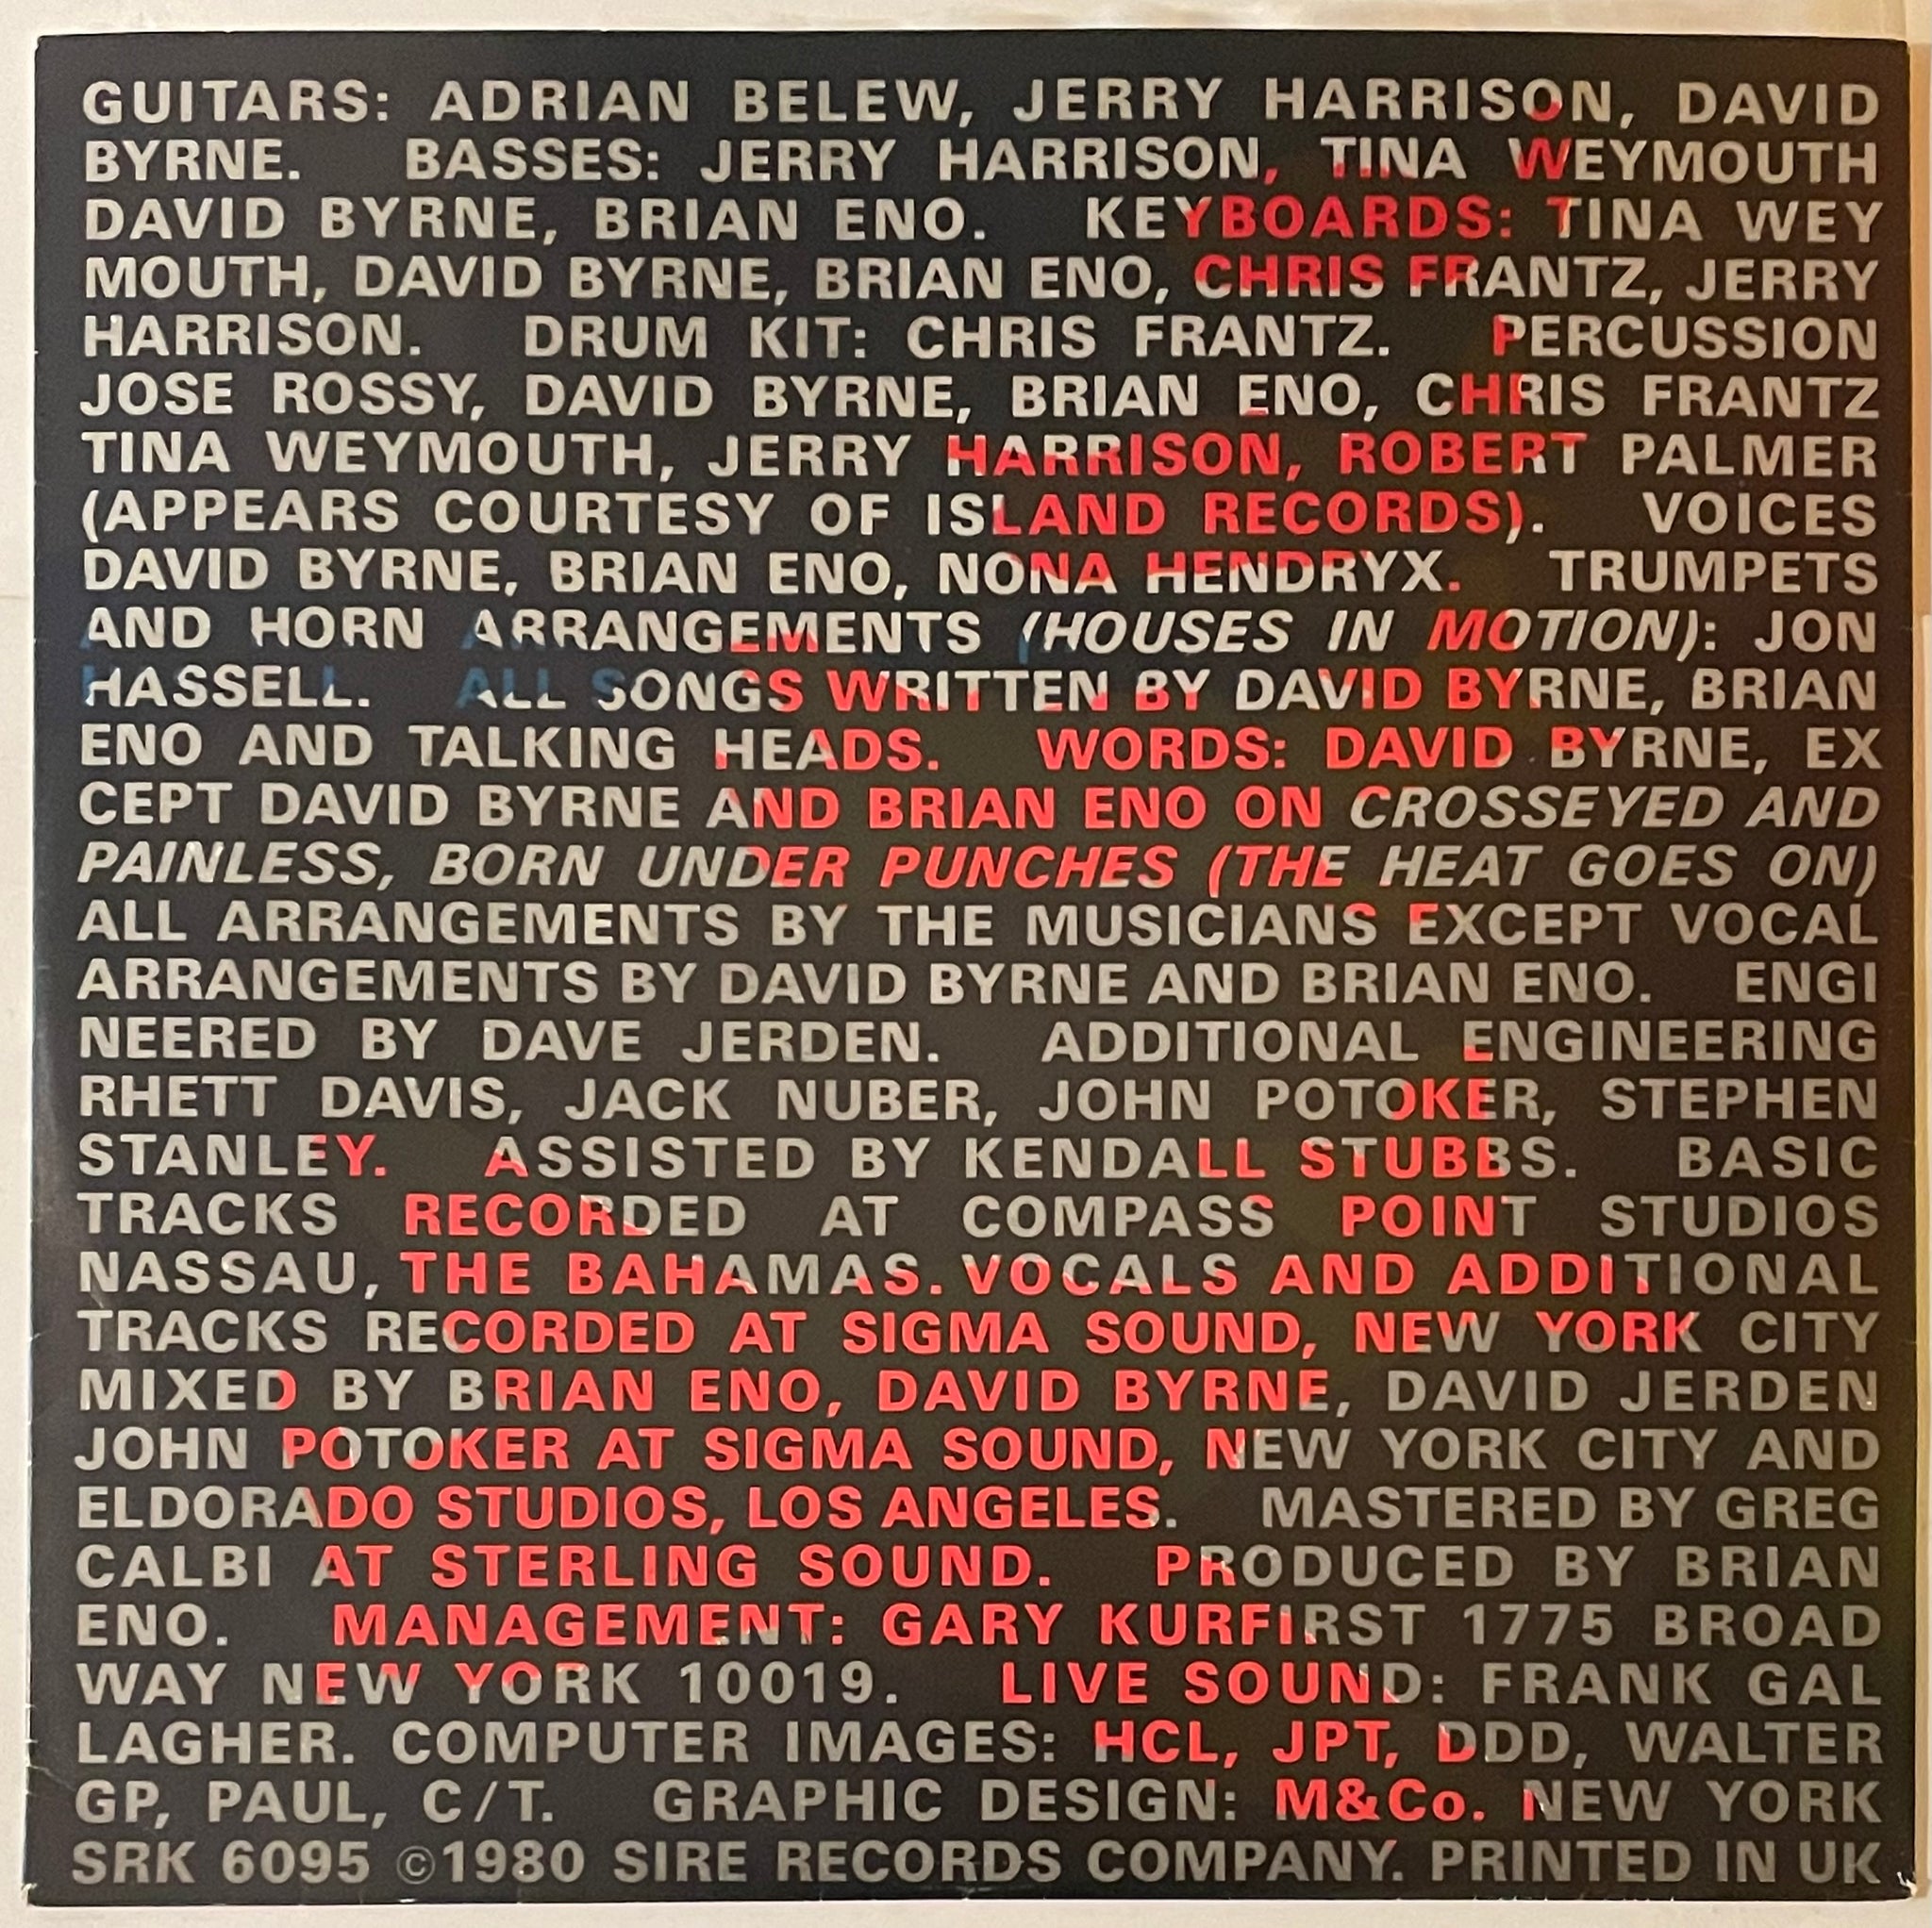 GUITARS: ADRIAN BELEW, JERRY HARRISON, DAVID
BYRNE. BASSES: JERRY HARRISON, TINA WEYMOUTH
DAVID BYRNE, BRIAN ENO. KEYBOARDS: TINA WEY
MOUTH, DAVID BYRNE, BRIAN ENO, CHRIS FRANTZ, JERRY
HARRISON. DRUM KIT: CHRIS FRANTZ. PERCUSSION
JOSE ROSSY, DAVID BYRNE, BRIAN ENO, CHRIS FRANTZ
TINA WEYMOUTH, JERRY HARRISON, ROBERT PALMER
(APPEARS COURTESY OF ISLAND RECORDS). VOICES
DAVID BYRNE, BRIAN ENO, NONA HENDRYX. TRUMPETS
AND HORN ARRANGEMENTS (HOUSES IN MOTION): JON
HASSELL. ALL SONGS WRITTEN BY DAVID BYRNE, BRIAN
ENO AND TALKING HEADS. WORDS: DAVID BYRNE, EX
CEPT DAVID BYRNE AND BRIAN ENO ON CROSSEYED AND
PAINLESS, BORN UNDER PUNCHES (THE HEAT GOES ON)
ALL ARRANGEMENTS BY THE MUSICIANS EXCEPT VOCAL
ARRANGEMENTS BY DAVID BYRNE AND BRIAN ENO. ENGI
NEERED BY DAVE JERDEN. ADDITIONAL ENGINEERING
RHETT DAVIS, JACK NUBER, JOHN POTOKER, STEPHEN
STANLEY. ASSISTED BY KENDALL STUBBS. BASIC
TRACKS RECORDED AT COMPASS POINT STUDIOS
NASSAU, THE BAHAMAS. VOCALS AND ADDITIONAL
TRACKS RECORDED AT SIGMA SOUND, NEW YORK CITY
MIXED BY BRIAN ENO, DAVID BYRNE, DAVID JERDEN
JOHN POTOKER AT SIGMA SOUND, NEW YORK CITY AND
ELDORADO STUDIOS, LOS ANGELES. MASTERED BY GREG
CALBI AT STERLING SOUND. PRODUCED BY BRIAN
ENO. MANAGEMENT: GARY KURFIRST 1775 BROAD
WAY NEW YORK 10019. LIVE SOUND: FRANK GAL
LAGHER. COMPUTER IMAGES: HCL, JPT, DDD, WALTER
GP, PAUL, C/T. GRAPHIC DESIGN: M&Co. NEW YORK
SRK 6095 ©1980 SIRE RECORDS COMPANY. PRINTED IN UK